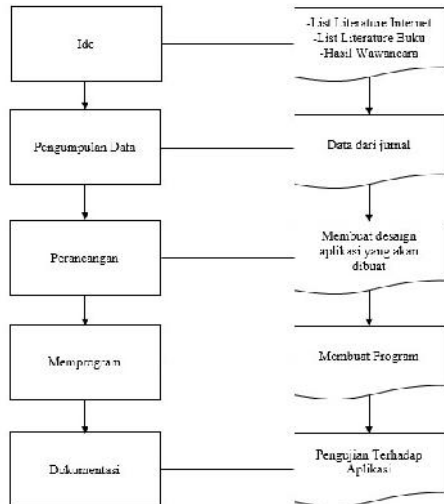 Ide
-List Literature Internet
-List Literature Buku
-Hasil Wawancara
Pengumpulan Data
Data dari jurnal
Perancangan
Membuat desaign
aplikasi yang akan
dibuat
Memprogram
Membuat Program
Dokumentasi
Pengujian Terhadap
Aplikasi